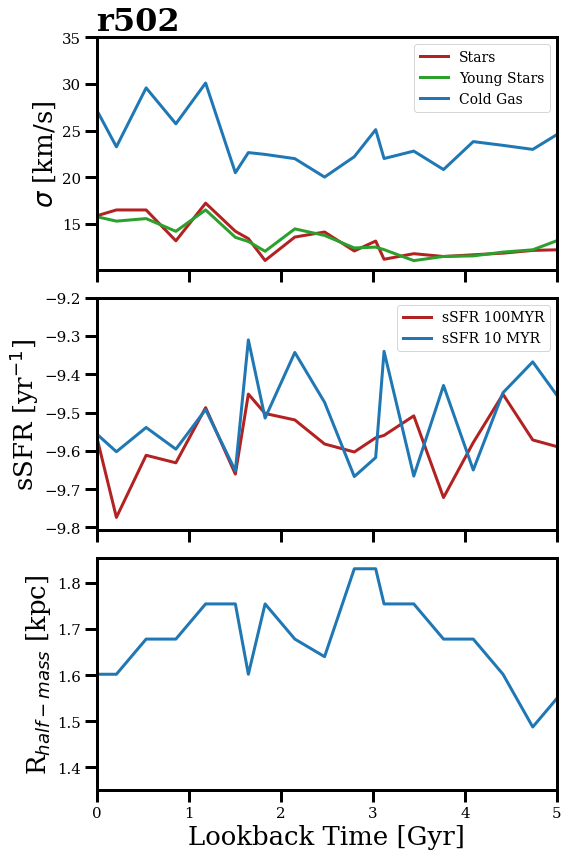 r502
35
30
25
20
15
σ [km/s]
Stars
Young Stars
Cold Gas
−9.2
−9.3
−9.4
−9.5
−9.6
−9.7
−9.8
sSFR [yr⁻¹]
sSFR 100MYR
sSFR 10 MYR
1.8
1.7
1.6
1.5
1.4
R_{half−mass} [kpc]
0 1 2 3 4 5
Lookback Time [Gyr]